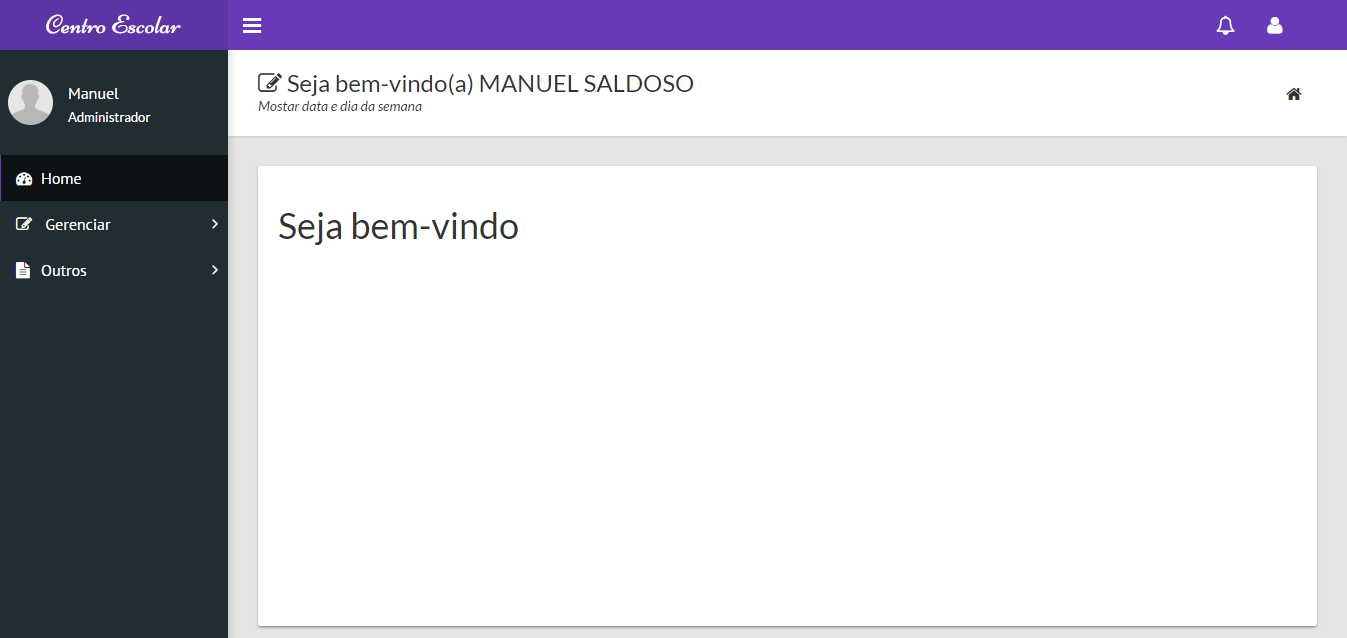 Centro Escolar
Manuel
Administrador
Home
Gerenciar
Outros
Seja bem-vindo(a) MANUEL SALDOSO
Mostar data e dia da semana
Seja bem-vindo